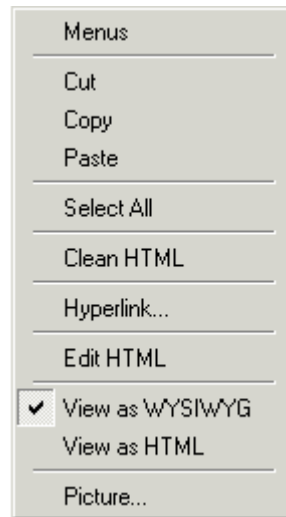 Menus
Cut
Copy
Paste
Select All
Clean HTML
Hyperlink...
Edit HTML
View as WYSIWYG
View as HTML
Picture...